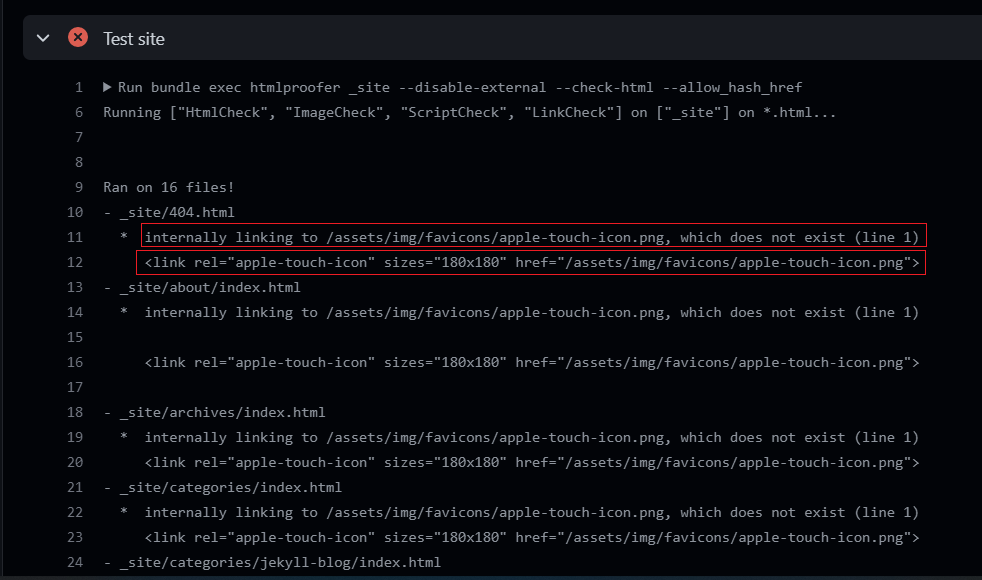 Test site
1 ▶ Run bundle exec htmlproofer _site --disable-external --check-html --allow_hash_href
6 Running ["HtmlCheck", "ImageCheck", "ScriptCheck", "LinkCheck"] on ["_site"] on *.html...
7
8
9 Ran on 16 files!
10 - _site/404.html
11 * internally linking to /assets/img/favicons/apple-touch-icon.png, which does not exist (line 1)
12 <link rel="apple-touch-icon" sizes="180x180" href="/assets/img/favicons/apple-touch-icon.png">
13 - _site/about/index.html
14 * internally linking to /assets/img/favicons/apple-touch-icon.png, which does not exist (line 1)
15
16 <link rel="apple-touch-icon" sizes="180x180" href="/assets/img/favicons/apple-touch-icon.png">
17
18 - _site/archives/index.html
19 * internally linking to /assets/img/favicons/apple-touch-icon.png, which does not exist (line 1)
20 <link rel="apple-touch-icon" sizes="180x180" href="/assets/img/favicons/apple-touch-icon.png">
21 - _site/categories/index.html
22 * internally linking to /assets/img/favicons/apple-touch-icon.png, which does not exist (line 1)
23 <link rel="apple-touch-icon" sizes="180x180" href="/assets/img/favicons/apple-touch-icon.png">
24 - _site/categories/jekyll-blog/index.html